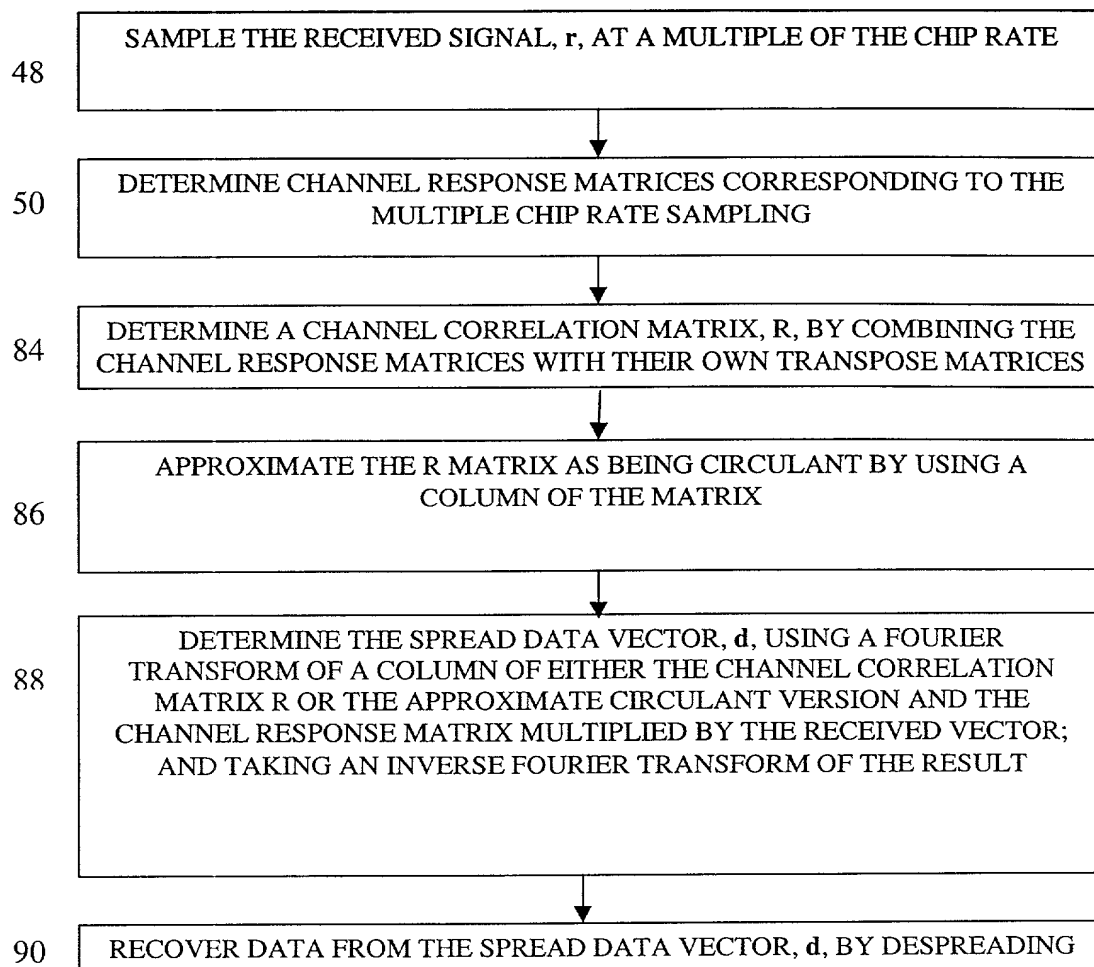 48
SAMPLE THE RECEIVED SIGNAL, r, AT A MULTIPLE OF THE CHIP RATE
50
DETERMINE CHANNEL RESPONSE MATRICES CORRESPONDING TO THE
MULTIPLE CHIP RATE SAMPLING
84
DETERMINE A CHANNEL CORRELATION MATRIX, R, BY COMBINING THE
CHANNEL RESPONSE MATRICES WITH THEIR OWN TRANSPOSE MATRICES
86
APPROXIMATE THE R MATRIX AS BEING CIRCULANT BY USING A
COLUMN OF THE MATRIX
88
DETERMINE THE SPREAD DATA VECTOR, d, USING A FOURIER
TRANSFORM OF A COLUMN OF EITHER THE CHANNEL CORRELATION
MATRIX R OR THE APPROXIMATE CIRCULANT VERSION AND THE
CHANNEL RESPONSE MATRIX MULTIPLIED BY THE RECEIVED VECTOR;
AND TAKING AN INVERSE FOURIER TRANSFORM OF THE RESULT
90
RECOVER DATA FROM THE SPREAD DATA VECTOR, d, BY DESPREADING